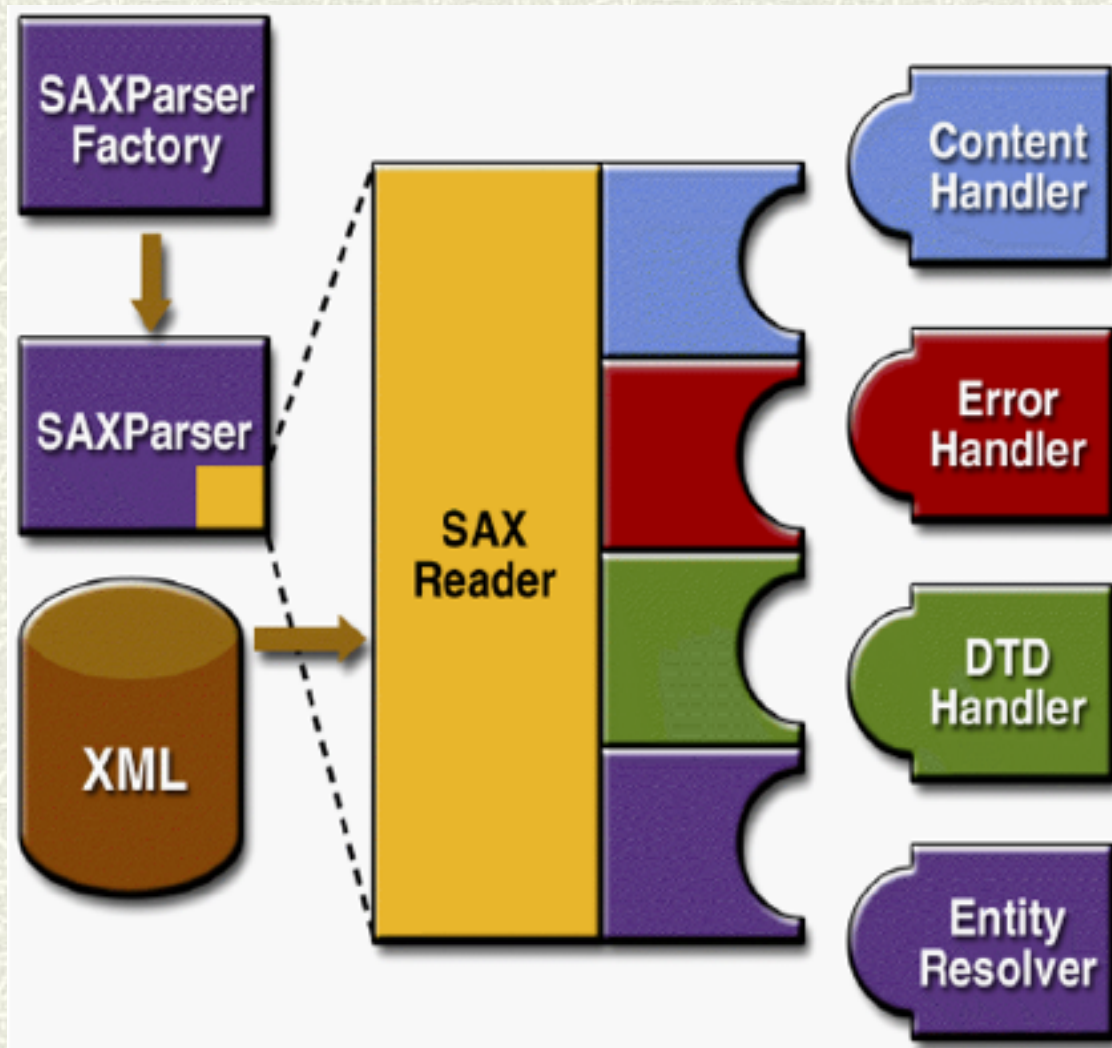 SAXParser
Factory
SAXParser
XML
SAX
Reader
Content
Handler
Error
Handler
DTD
Handler
Entity
Resolver